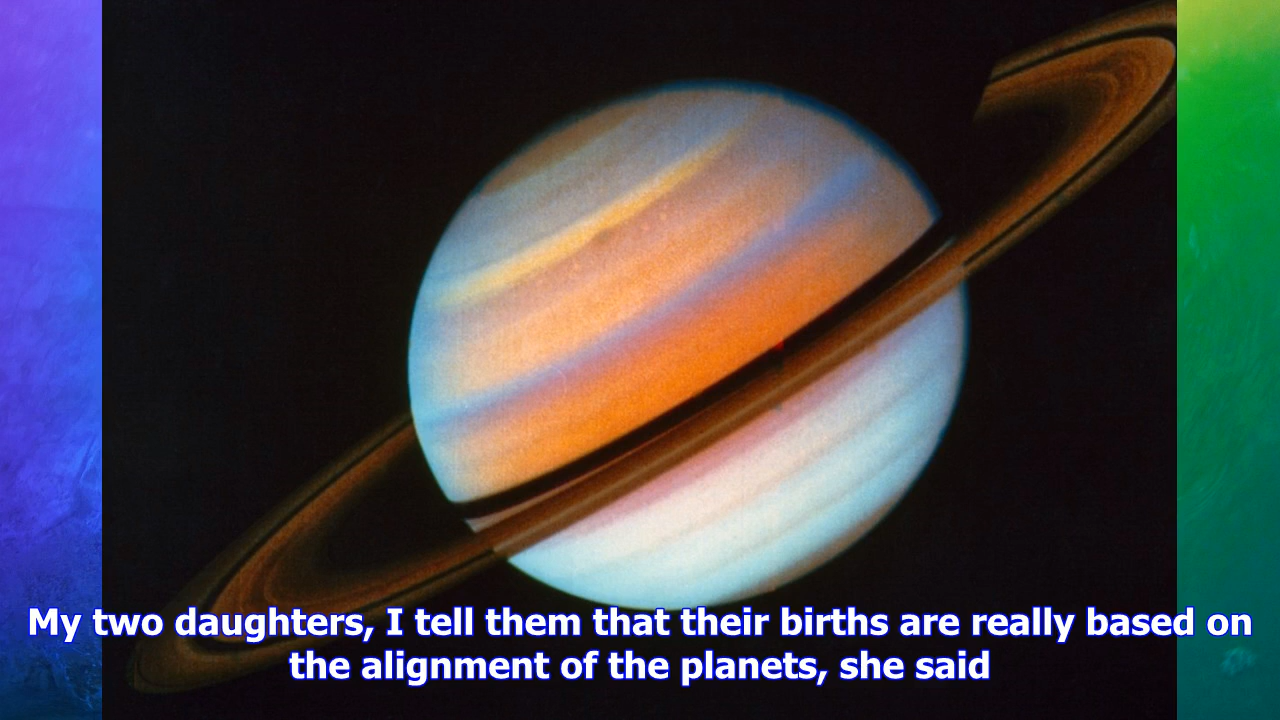 My two daughters, I tell them that their births are really based on
the alignment of the planets, she said